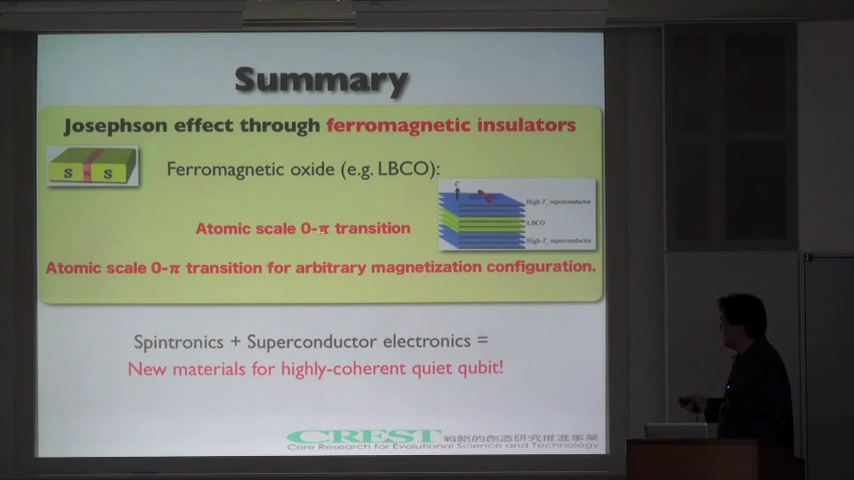 Summary
Josephson effect through ferromagnetic insulators
S S
Ferromagnetic oxide (e.g. LBCO):
C
High-Tc superconductor
LBCO
High-Tc superconductor
Atomic scale 0-π transition
Atomic scale 0-π transition for arbitrary magnetization configuration.
Spintronics + Superconductor electronics =
New materials for highly-coherent quiet qubit!
CREST 戦略的創造研究推進事業
Core Research for Evolutional Science and Technology